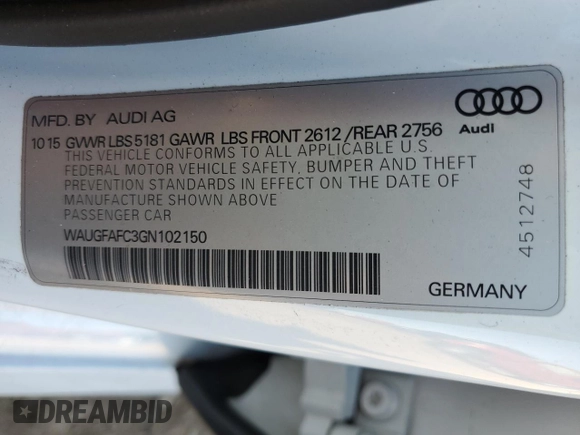 MFD. BY AUDI AG
10 15 GVWR LBS 5181 GAWR LBS FRONT 2612 /REAR 2756
Audi
THIS VEHICLE CONFORMS TO ALL APPLICABLE U.S.
FEDERAL MOTOR VEHICLE SAFETY, BUMPER AND THEFT
PREVENTION STANDARDS IN EFFECT ON THE DATE OF
MANUFACTURE SHOWN ABOVE
PASSENGER CAR
WAUGFAFC3GN102150
4512748
GERMANY
DREAMBID